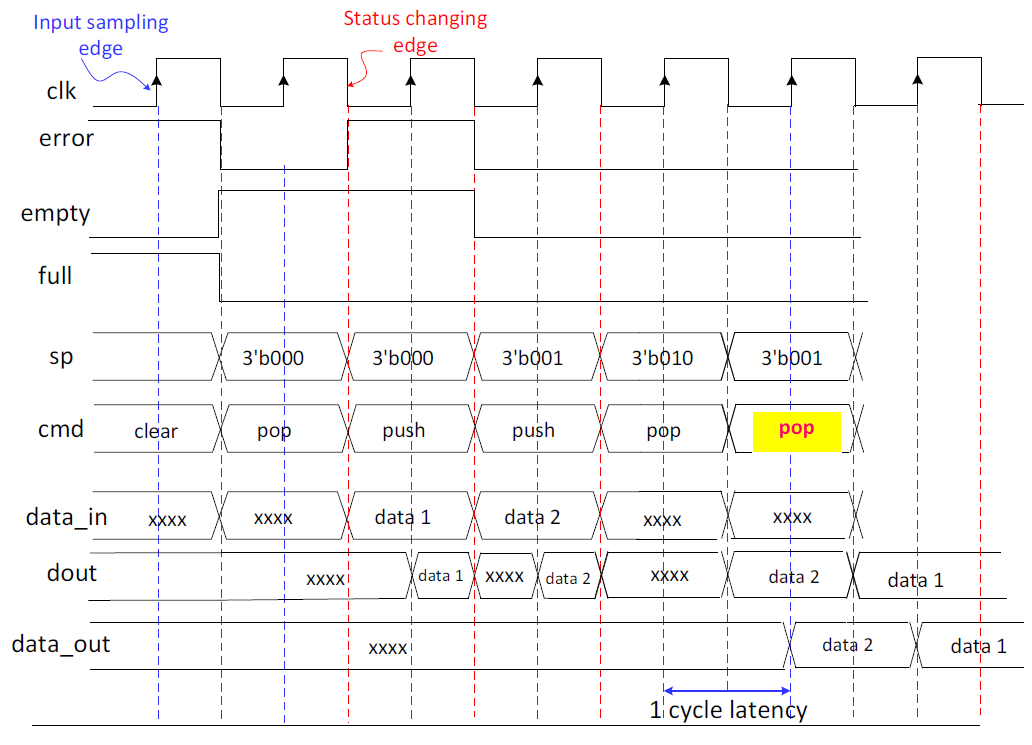 Input sampling
edge
Status changing
edge
clk
error
empty
full
sp 3'b000 3'b000 3'b001 3'b010 3'b001
cmd clear pop push push pop pop
data_in xxxx xxxx data 1 data 2 xxxx xxxx
dout xxxx data 1 xxxx data 2 xxxx data 2 data 1
data_out xxxx data 2 data 1
1 cycle latency